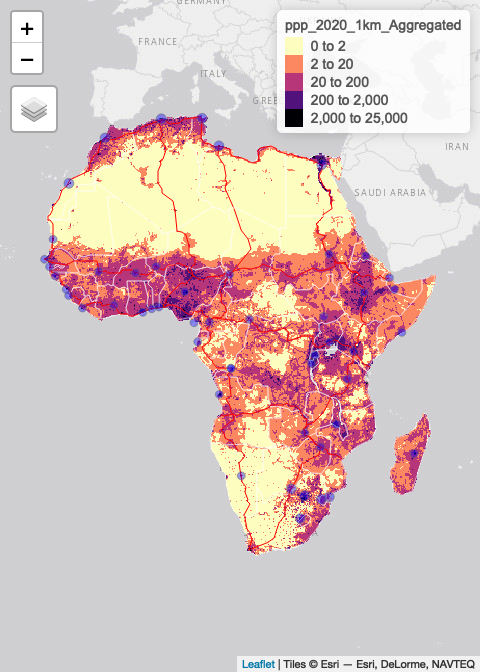 GERMANY
+
ppp_2020_1km_Aggregated
FRANCE
0 to 2
−
2 to 20
ITALY
20 to 200
200 to 2,000
2,000 to 25,000
IRAN
SAUDI ARABIA
Leaflet | Tiles © Esri — Esri, DeLorme, NAVTEQ